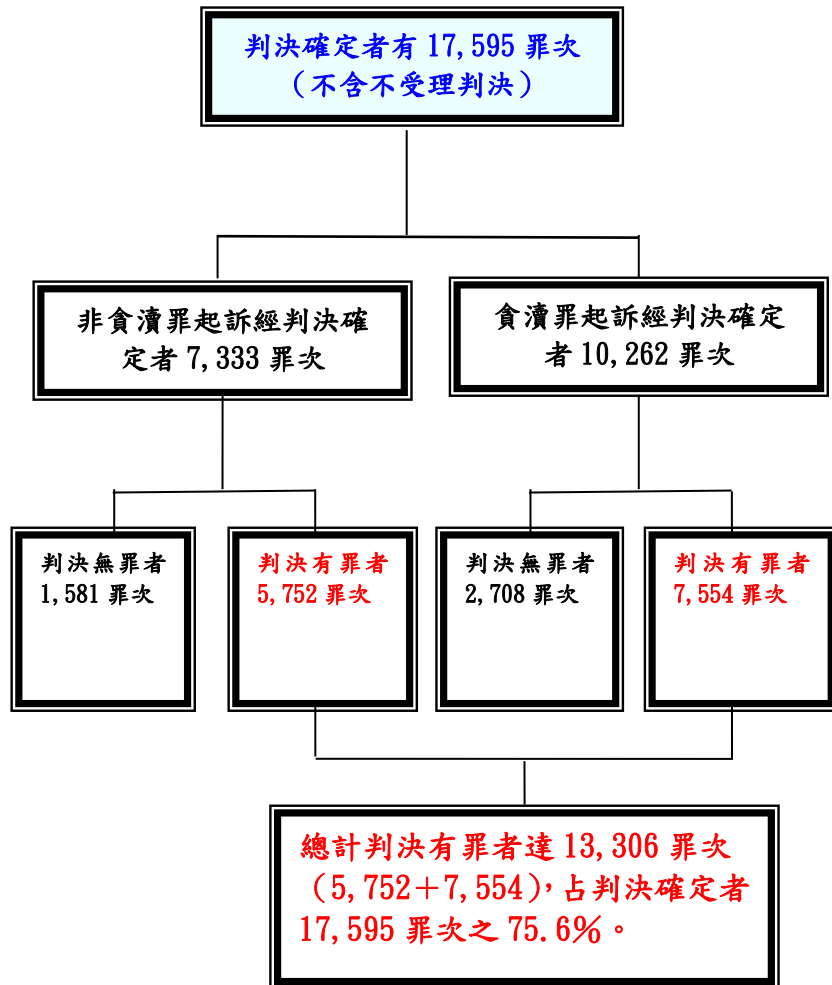 判決確定者有 17,595 罪次
（不含不受理判決）
非貪瀆罪起訴經判決確
定者 7,333 罪次
貪瀆罪起訴經判決確定
者 10,262 罪次
判決無罪者
1,581 罪次
判決有罪者
5,752 罪次
判決無罪者
2,708 罪次
判決有罪者
7,554 罪次
總計判決有罪者達 13,306 罪次
（5,752＋7,554），占判決確定者
17,595 罪次之 75.6％。